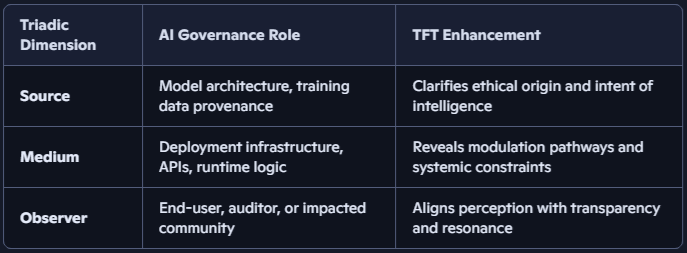 Triadic
Dimension
AI Governance Role
TFT Enhancement
Source
Model architecture, training
data provenance
Clarifies ethical origin and intent of
intelligence
Medium
Deployment infrastructure,
APIs, runtime logic
Reveals modulation pathways and
systemic constraints
Observer
End-user, auditor, or impacted
community
Aligns perception with transparency
and resonance